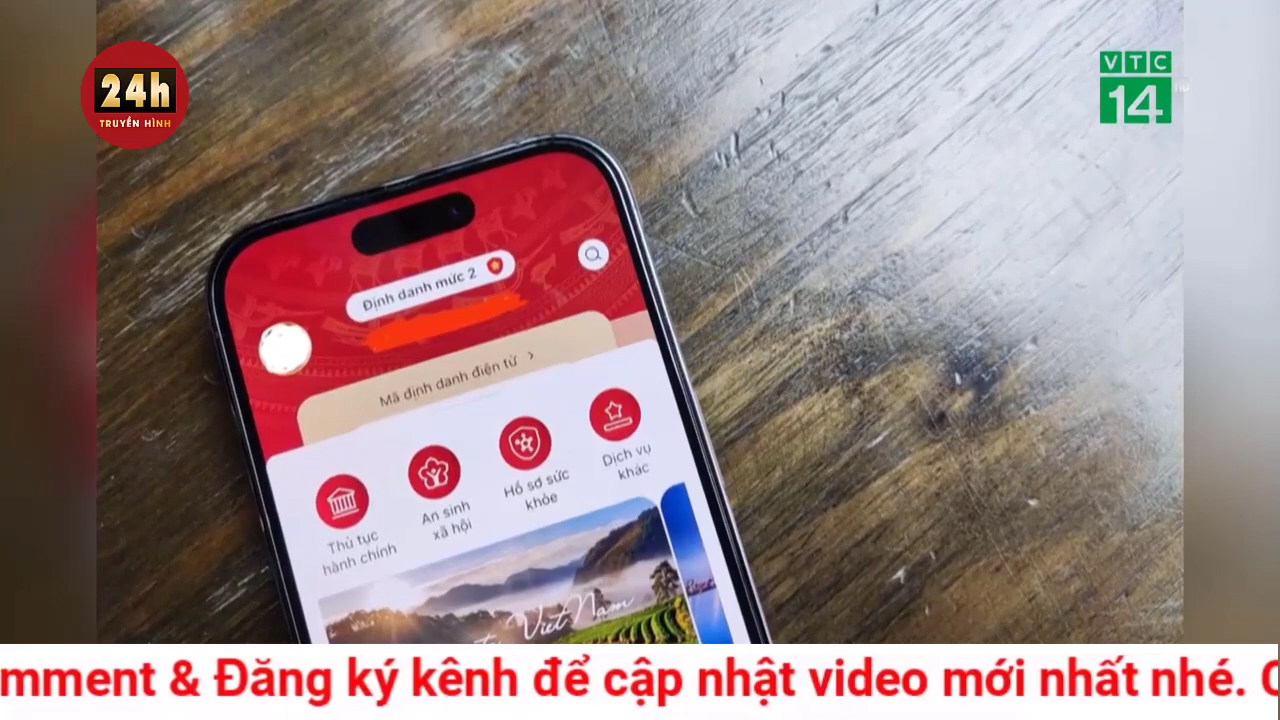 24h
TRUYỀN HÌNH
VTC
14
HD
Định danh mức 2
Mã định danh điện tử >
Thủ tục
hành chính
An sinh
xã hội
Hồ sơ sức
khỏe
Dịch vụ
khác
Việt Nam
mment & Đăng ký kênh để cập nhật video mới nhất nhé. C